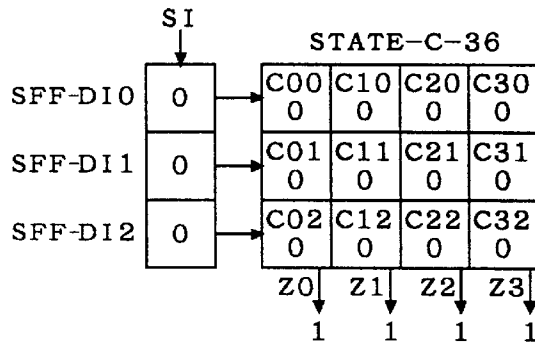 SI
STATE-C-36
SFF-DI0 0 C00 C10 C20 C30
0 0 0 0
SFF-DI1 0 C01 C11 C21 C31
0 0 0 0
SFF-DI2 0 C02 C12 C22 C32
0 0 0 0
Z0 Z1 Z2 Z3
1 1 1 1